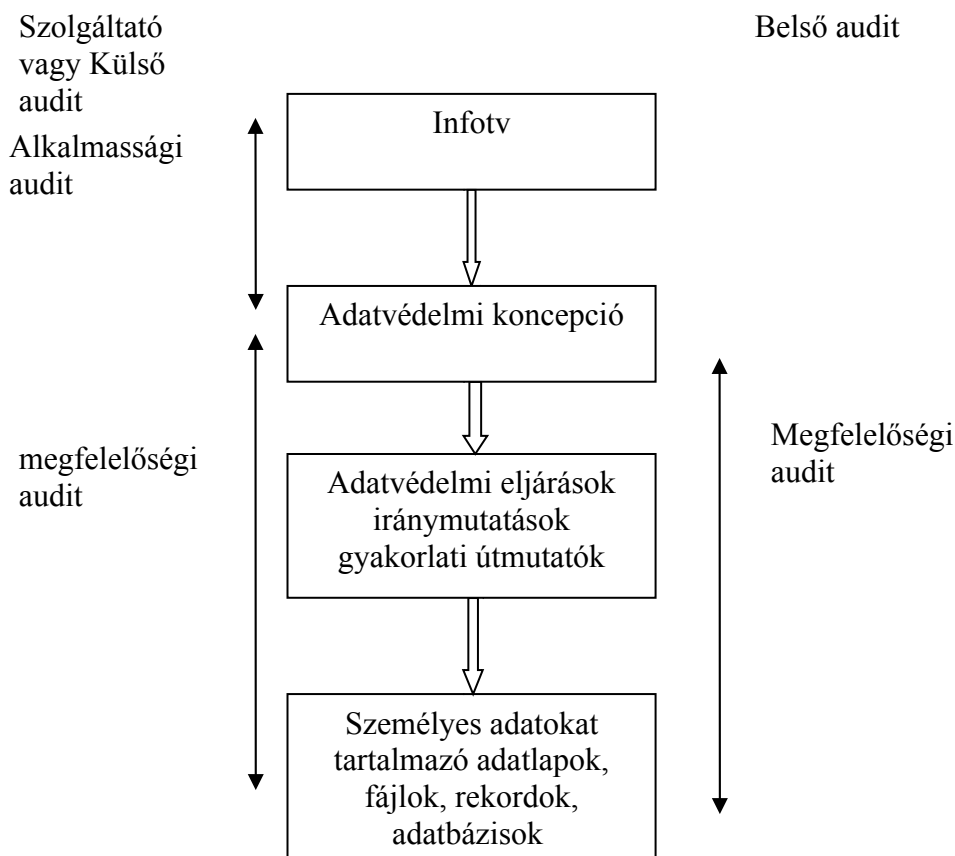 Szolgáltató
vagy Külső
audit
Belső audit
Alkalmassági
audit
Infotv
Adatvédelmi koncepció
megfelelőségi
audit
Megfelelőségi
audit
Adatvédelmi eljárások
iránymutatások
gyakorlati útmutatók
Személyes adatokat
tartalmazó adatlapok,
fájlok, rekordok,
adatbázisok